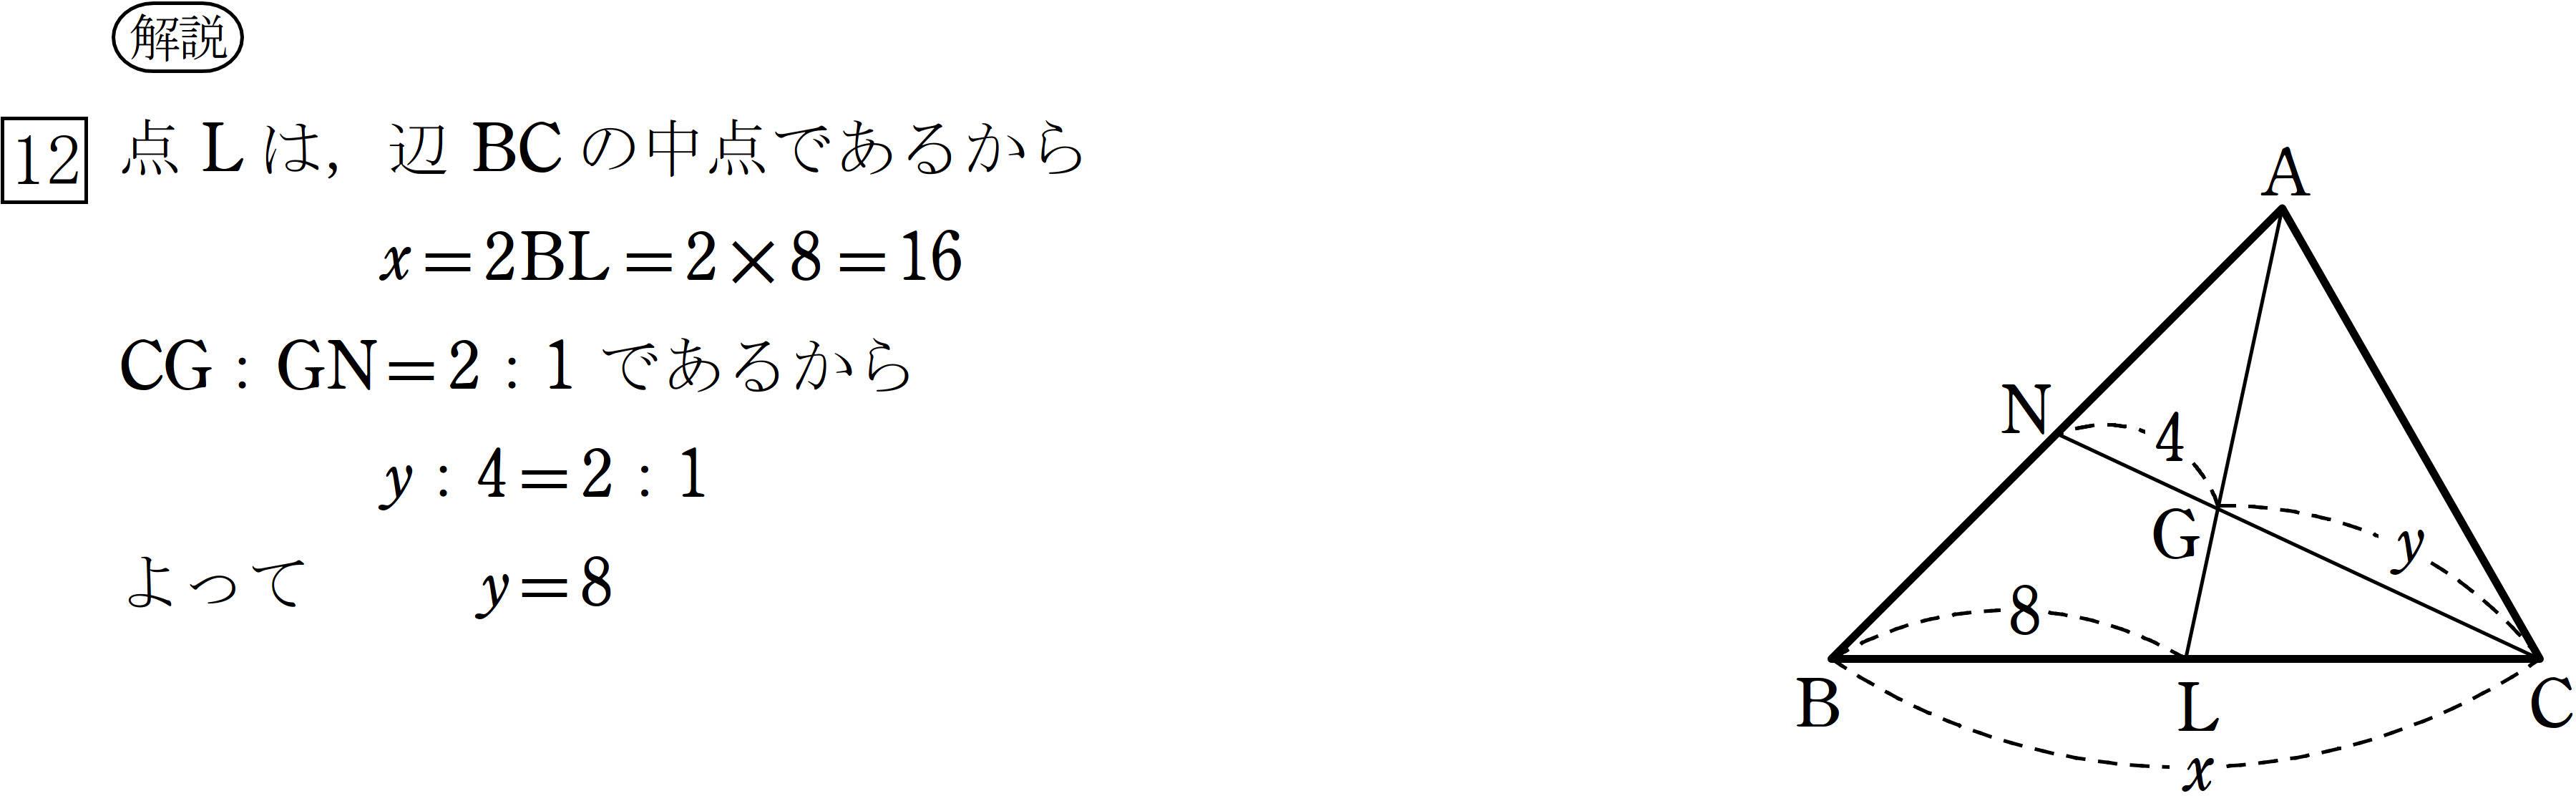 解説
12 点 L は，辺 BC の中点であるから
x＝2BL＝2×8＝16
CG：GN＝2：1 であるから
y：4＝2：1
よって y＝8
A
N
4
G
y
8
B
L
C
x